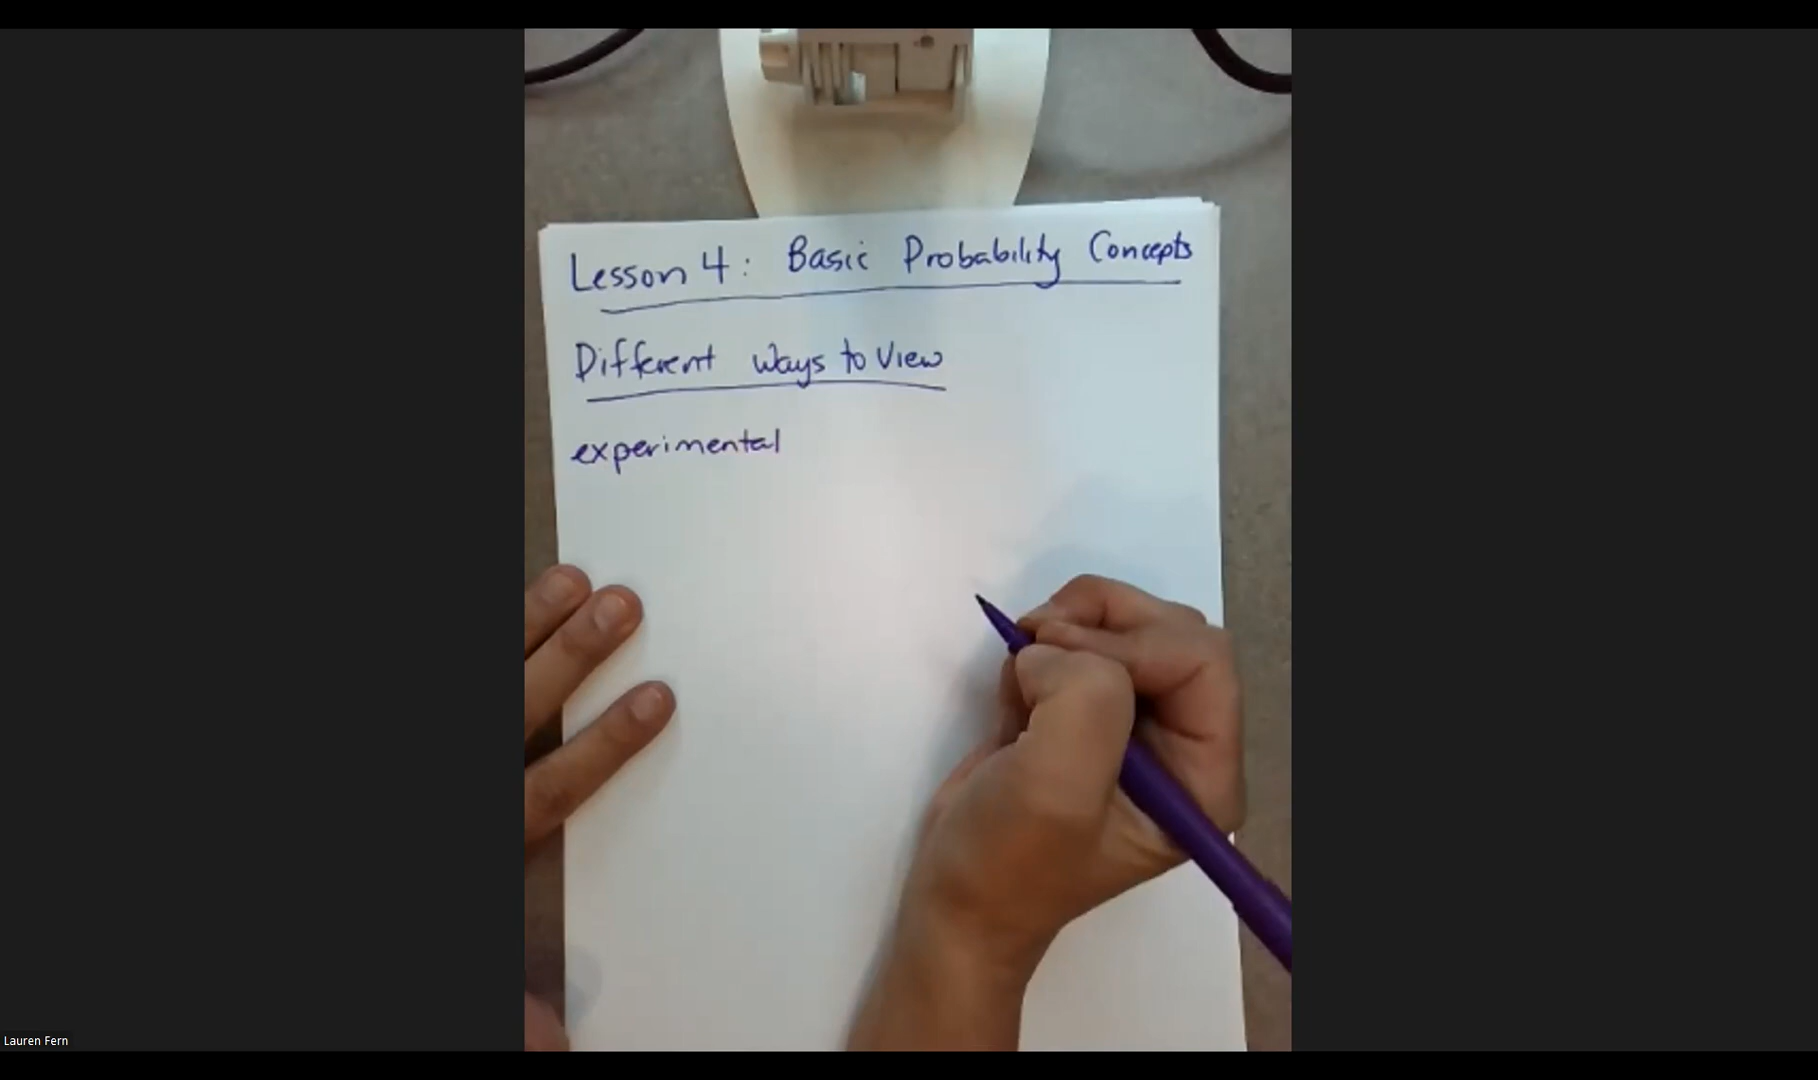 Lesson 4: Basic Probability Concepts
Different Ways to View
experimental
Lauren Fern